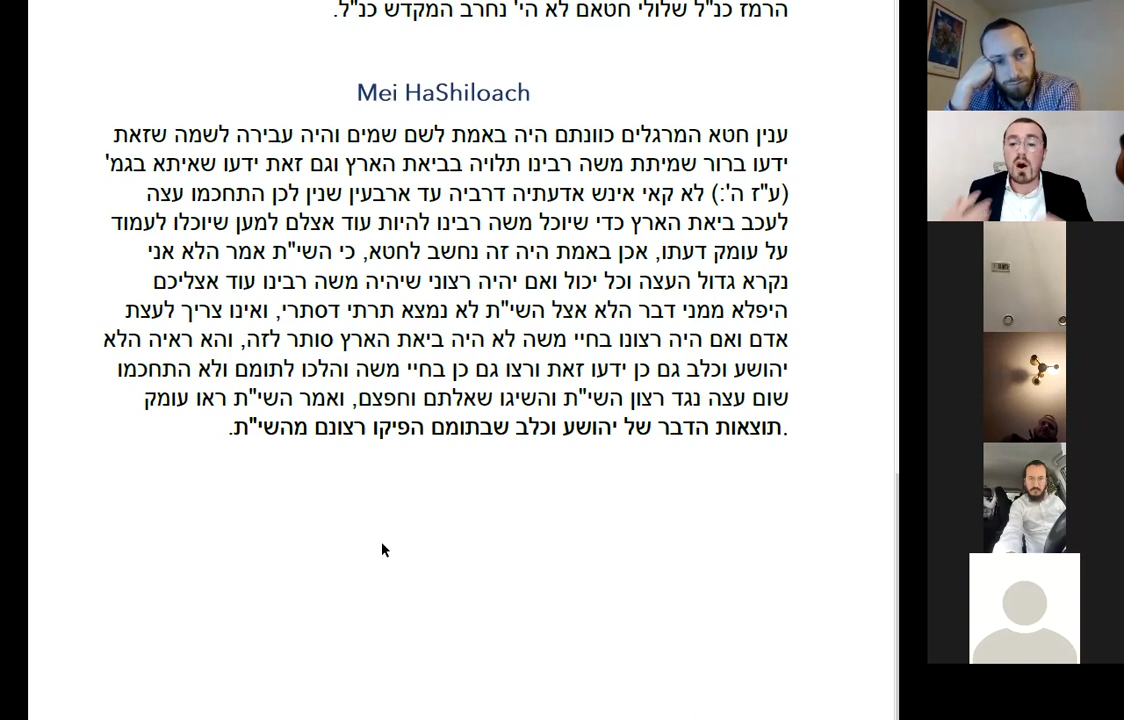 הרמז כנ"ל שלולי חטאם לא הי' נחרב המקדש כנ"ל.
Mei HaShiloach
ענין חטא המרגלים כוונתם היה באמת לשם שמים והיה עבירה לשמה שזאת
ידעו ברור שמיתת משה רבינו תלויה בביאת הארץ וגם זאת ידעו שאיתא בגמ'
(ע"ז ה':) לא קאי אינש אדעתיה דרביה עד ארבעין שנין לכן התחכמו עצה
לעכב ביאת הארץ כדי שיוכל משה רבינו להיות עוד אצלם למען שיוכלו לעמוד
על עומק דעתו, אכן באמת היה זה נחשב לחטא, כי השי"ת אמר הלא אני
נקרא גדול העצה וכל יכול ואם יהיה רצוני שיהיה משה רבינו עוד אצליכם
היפלא ממני דבר הלא אצל השי"ת לא נמצא תרתי דסתרי, ואינו צריך לעצת
אדם ואם היה רצונו בחיי משה לא היה ביאת הארץ סותר לזה, והא ראיה הלא
יהושע וכלב גם כן ידעו זאת ורצו גם כן בחיי משה והלכו לתומם ולא התחכמו
שום עצה נגד רצון השי"ת והשיגו שאלתם וחפצם, ואמר השי"ת ראו עומק
.תוצאות הדבר של יהושע וכלב שבתומם הפיקו רצונם מהשי"ת.